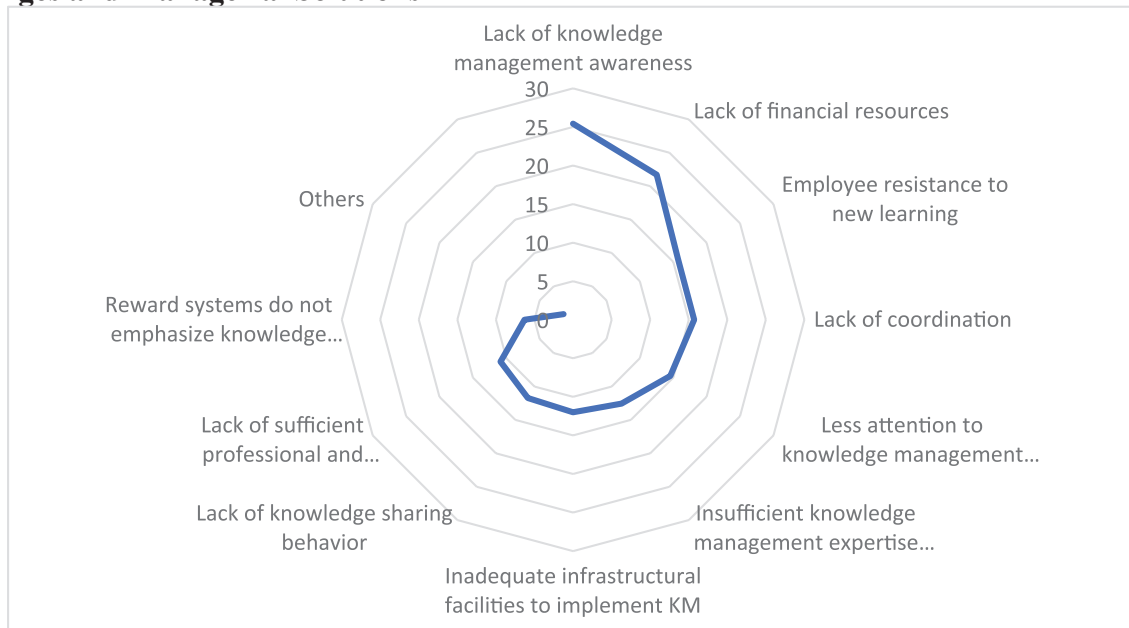 Lack of knowledge
management awareness
30
25
20
15
10
5
0
Lack of financial resources
Employee resistance to
new learning
Lack of coordination
Less attention to
knowledge management...
Insufficient knowledge
management expertise...
Inadequate infrastructural
facilities to implement KM
Lack of knowledge sharing
behavior
Lack of sufficient
professional and...
Reward systems do not
emphasize knowledge...
Others